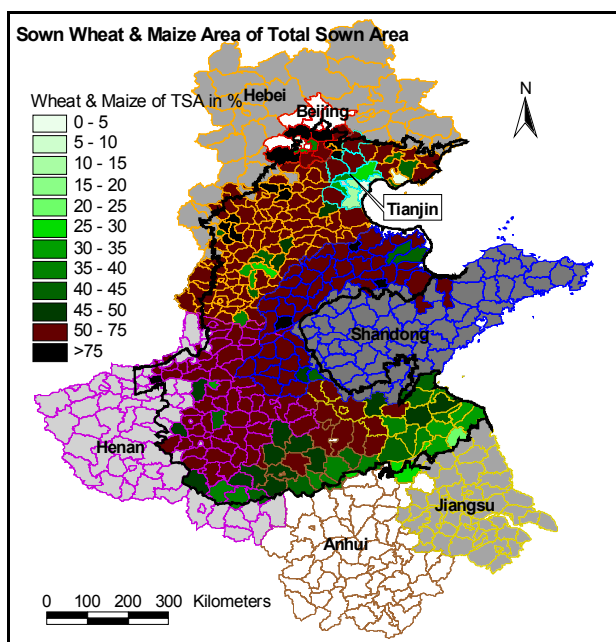 Sown Wheat & Maize Area of Total Sown Area
Hebei
Wheat & Maize of TSA in %
Beijing
N
0 - 5
5 - 10
10 - 15
15 - 20
20 - 25
25 - 30
30 - 35
35 - 40
40 - 45
45 - 50
50 - 75
>75
Tianjin
Shandong
Henan
Jiangsu
Anhui
0 100 200 300 Kilometers